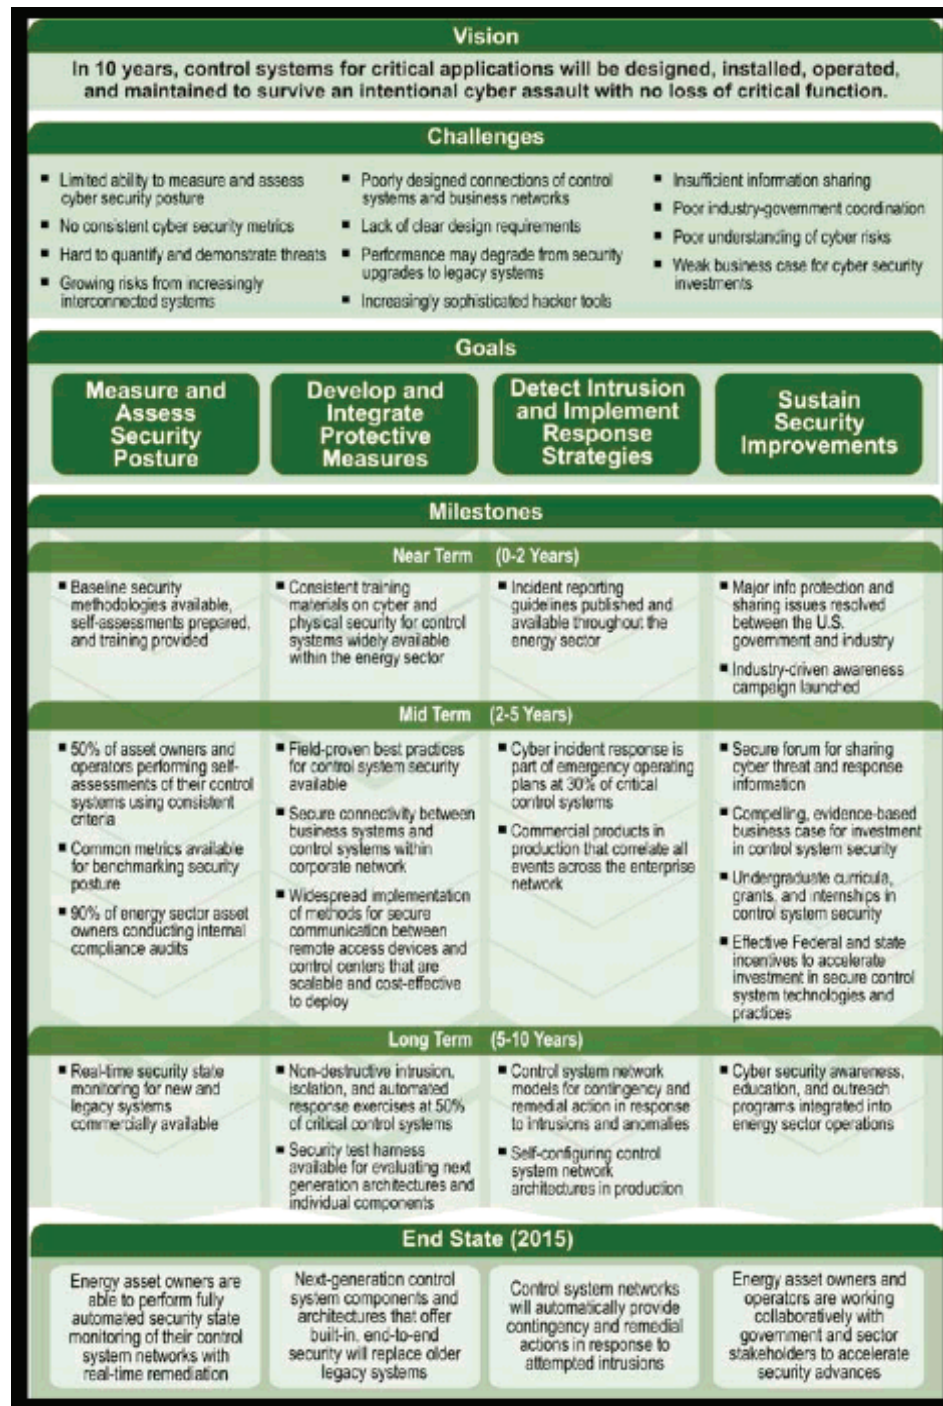 Vision
In 10 years, control systems for critical applications will be designed, installed, operated,
and maintained to survive an intentional cyber assault with no loss of critical function.
Challenges
■ Limited ability to measure and assess
cyber security posture
■ No consistent cyber security metrics
■ Hard to quantify and demonstrate threats
■ Growing risks from increasingly
interconnected systems
■ Poorly designed connections of control
systems and business networks
■ Lack of clear design requirements
■ Performance may degrade from security
upgrades to legacy systems
■ Increasingly sophisticated hacker tools
■ Insufficient information sharing
■ Poor industry-government coordination
■ Poor understanding of cyber risks
■ Weak business case for cyber security
investments
Goals
Measure and
Assess
Security
Posture
Develop and
Integrate
Protective
Measures
Detect Intrusion
and Implement
Response
Strategies
Sustain
Security
Improvements
Milestones
Near Term (0-2 Years)
■ Baseline security
methodologies available,
self-assessments prepared,
and training provided
■ Consistent training
materials on cyber and
physical security for control
systems widely available
within the energy sector
■ Incident reporting
guidelines published and
available throughout the
energy sector
■ Major info protection and
sharing issues resolved
between the U.S.
government and industry
■ Industry-driven awareness
campaign launched
Mid Term (2-5 Years)
■ 50% of asset owners and
operators performing self-
assessments of their control
systems using consistent
criteria
■ Common metrics available
for benchmarking security
posture
■ 90% of energy sector asset
owners conducting internal
compliance audits
■ Field-proven best practices
for control system security
available
■ Secure connectivity between
business systems and
control systems within
corporate network
■ Widespread implementation
of methods for secure
communication between
remote access devices and
control centers that are
scalable and cost-effective
to deploy
■ Cyber incident response is
part of emergency operating
plans at 30% of critical
control systems
■ Commercial products in
production that correlate all
events across the enterprise
network
■ Secure forum for sharing
cyber threat and response
information
■ Compelling, evidence-based
business case for investment
in control system security
■ Undergraduate curricula,
grants, and internships in
control system security
■ Effective Federal and state
incentives to accelerate
investment in secure control
system technologies and
practices
Long Term (5-10 Years)
■ Real-time security state
monitoring for new and
legacy systems
commercially available
■ Non-destructive intrusion,
isolation, and automated
response exercises at 50%
of critical control systems
■ Security test harness
available for evaluating next
generation architectures and
individual components
■ Control system network
models for contingency and
remedial action in response
to intrusions and anomalies
■ Self-configuring control
system network
architectures in production
■ Cyber security awareness,
education, and outreach
programs integrated into
energy sector operations
End State (2015)
Energy asset owners are
able to perform fully
automated security state
monitoring of their control
system networks with
real-time remediation
Next-generation control
system components and
architectures that offer
built-in, end-to-end
security will replace older
legacy systems
Control system networks
will automatically provide
contingency and remedial
actions in response to
attempted intrusions
Energy asset owners and
operators are working
collaboratively with
government and sector
stakeholders to accelerate
security advances